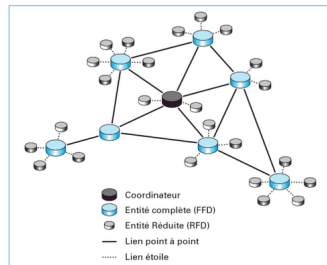 Coordinateur
Entité complète (FFD)
Entité Réduite (RFD)
Lien point à point
Lien étoile